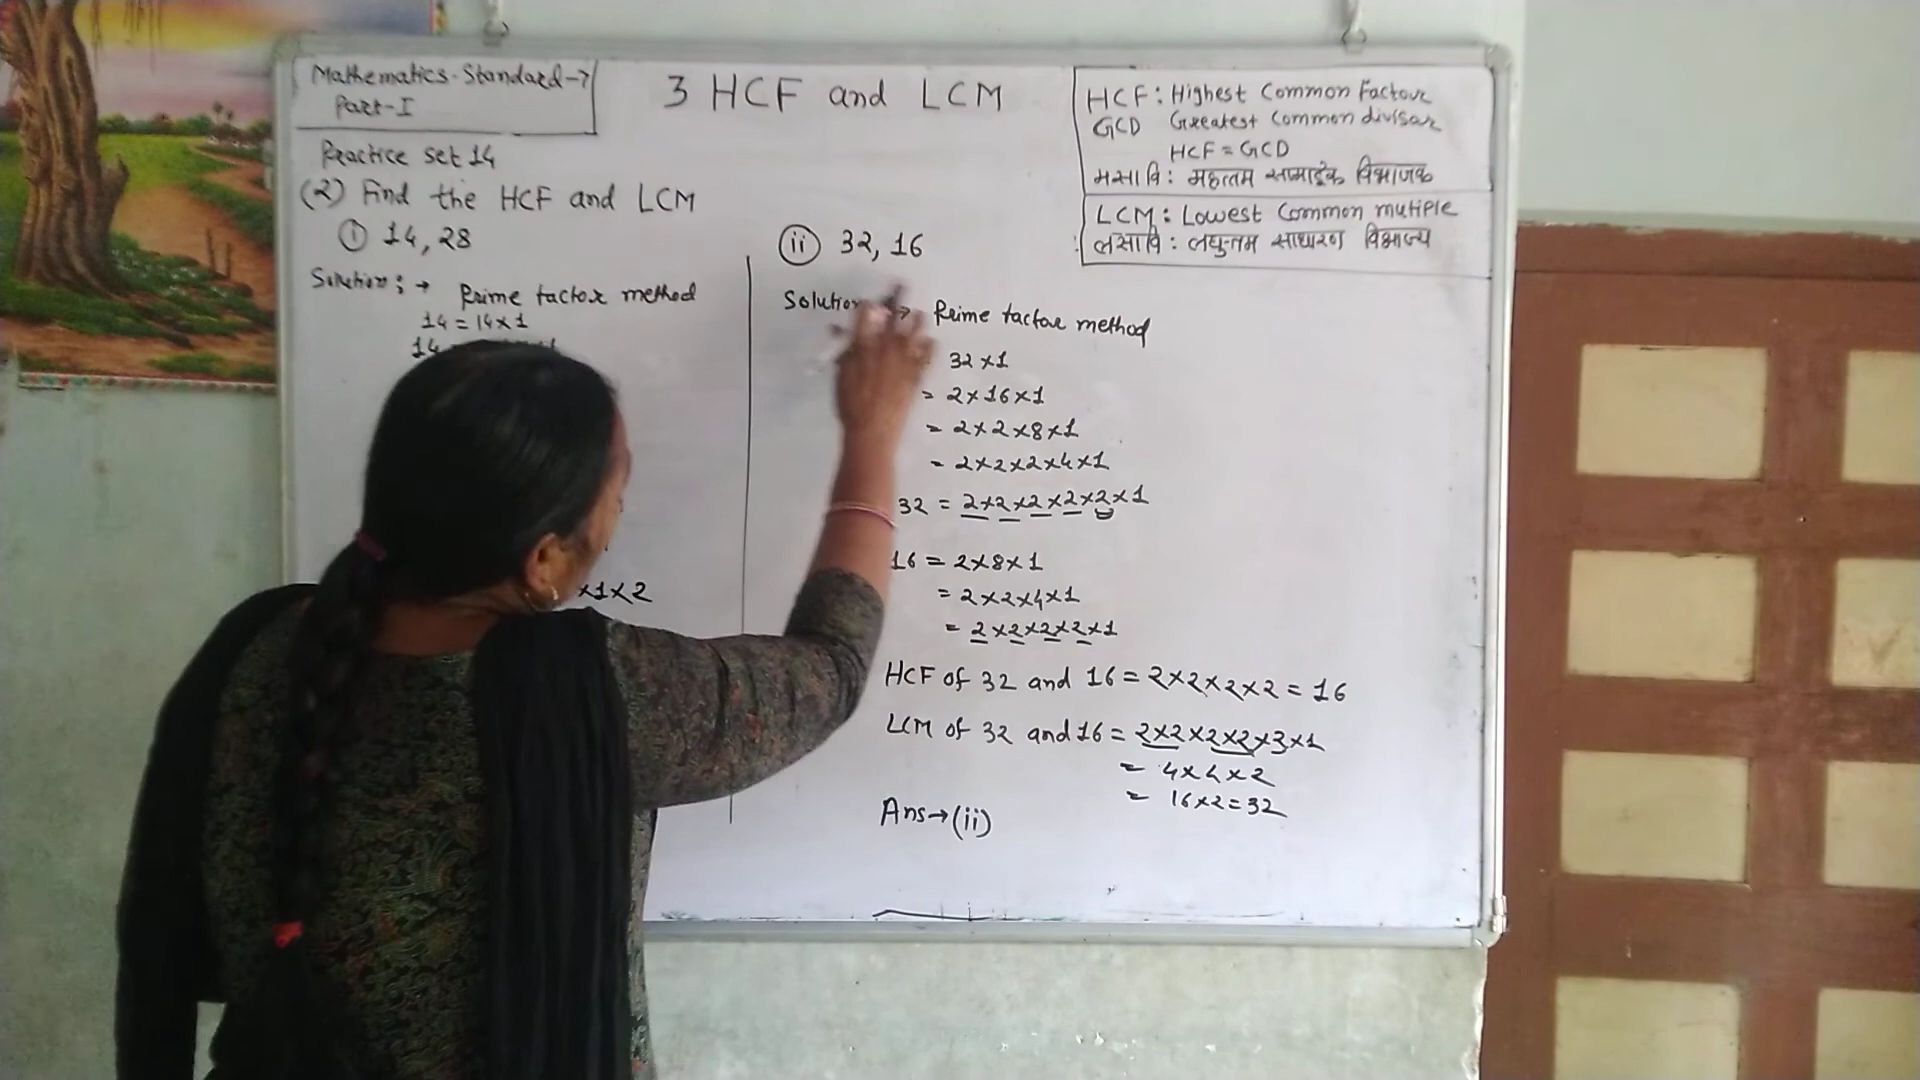 Mathematics-Standard-7
Part-I
3 HCF and LCM
HCF: Highest Common Factor
GCD Greatest Common divisor
HCF = GCD
मसावि: महत्तम सामाईक विभाजक
LCM: Lowest Common mutiple
लसावि: लघुत्तम साधारण विभाज्य
Practice set 14
(2) Find the HCF and LCM
(i) 14, 28
Solution: → Prime factor method
14 = 14×1
14
×1×2
(ii) 32, 16
Solution → Prime factor method
32×1
= 2×16×1
= 2×2×8×1
= 2×2×2×4×1
32 = 2×2×2×2×2×1
16 = 2×8×1
= 2×2×4×1
= 2×2×2×2×1
HCF of 32 and 16 = 2×2×2×2 = 16
LCM of 32 and 16 = 2×2×2×2×2×1
= 4×4×2
= 16×2=32
Ans→(ii)